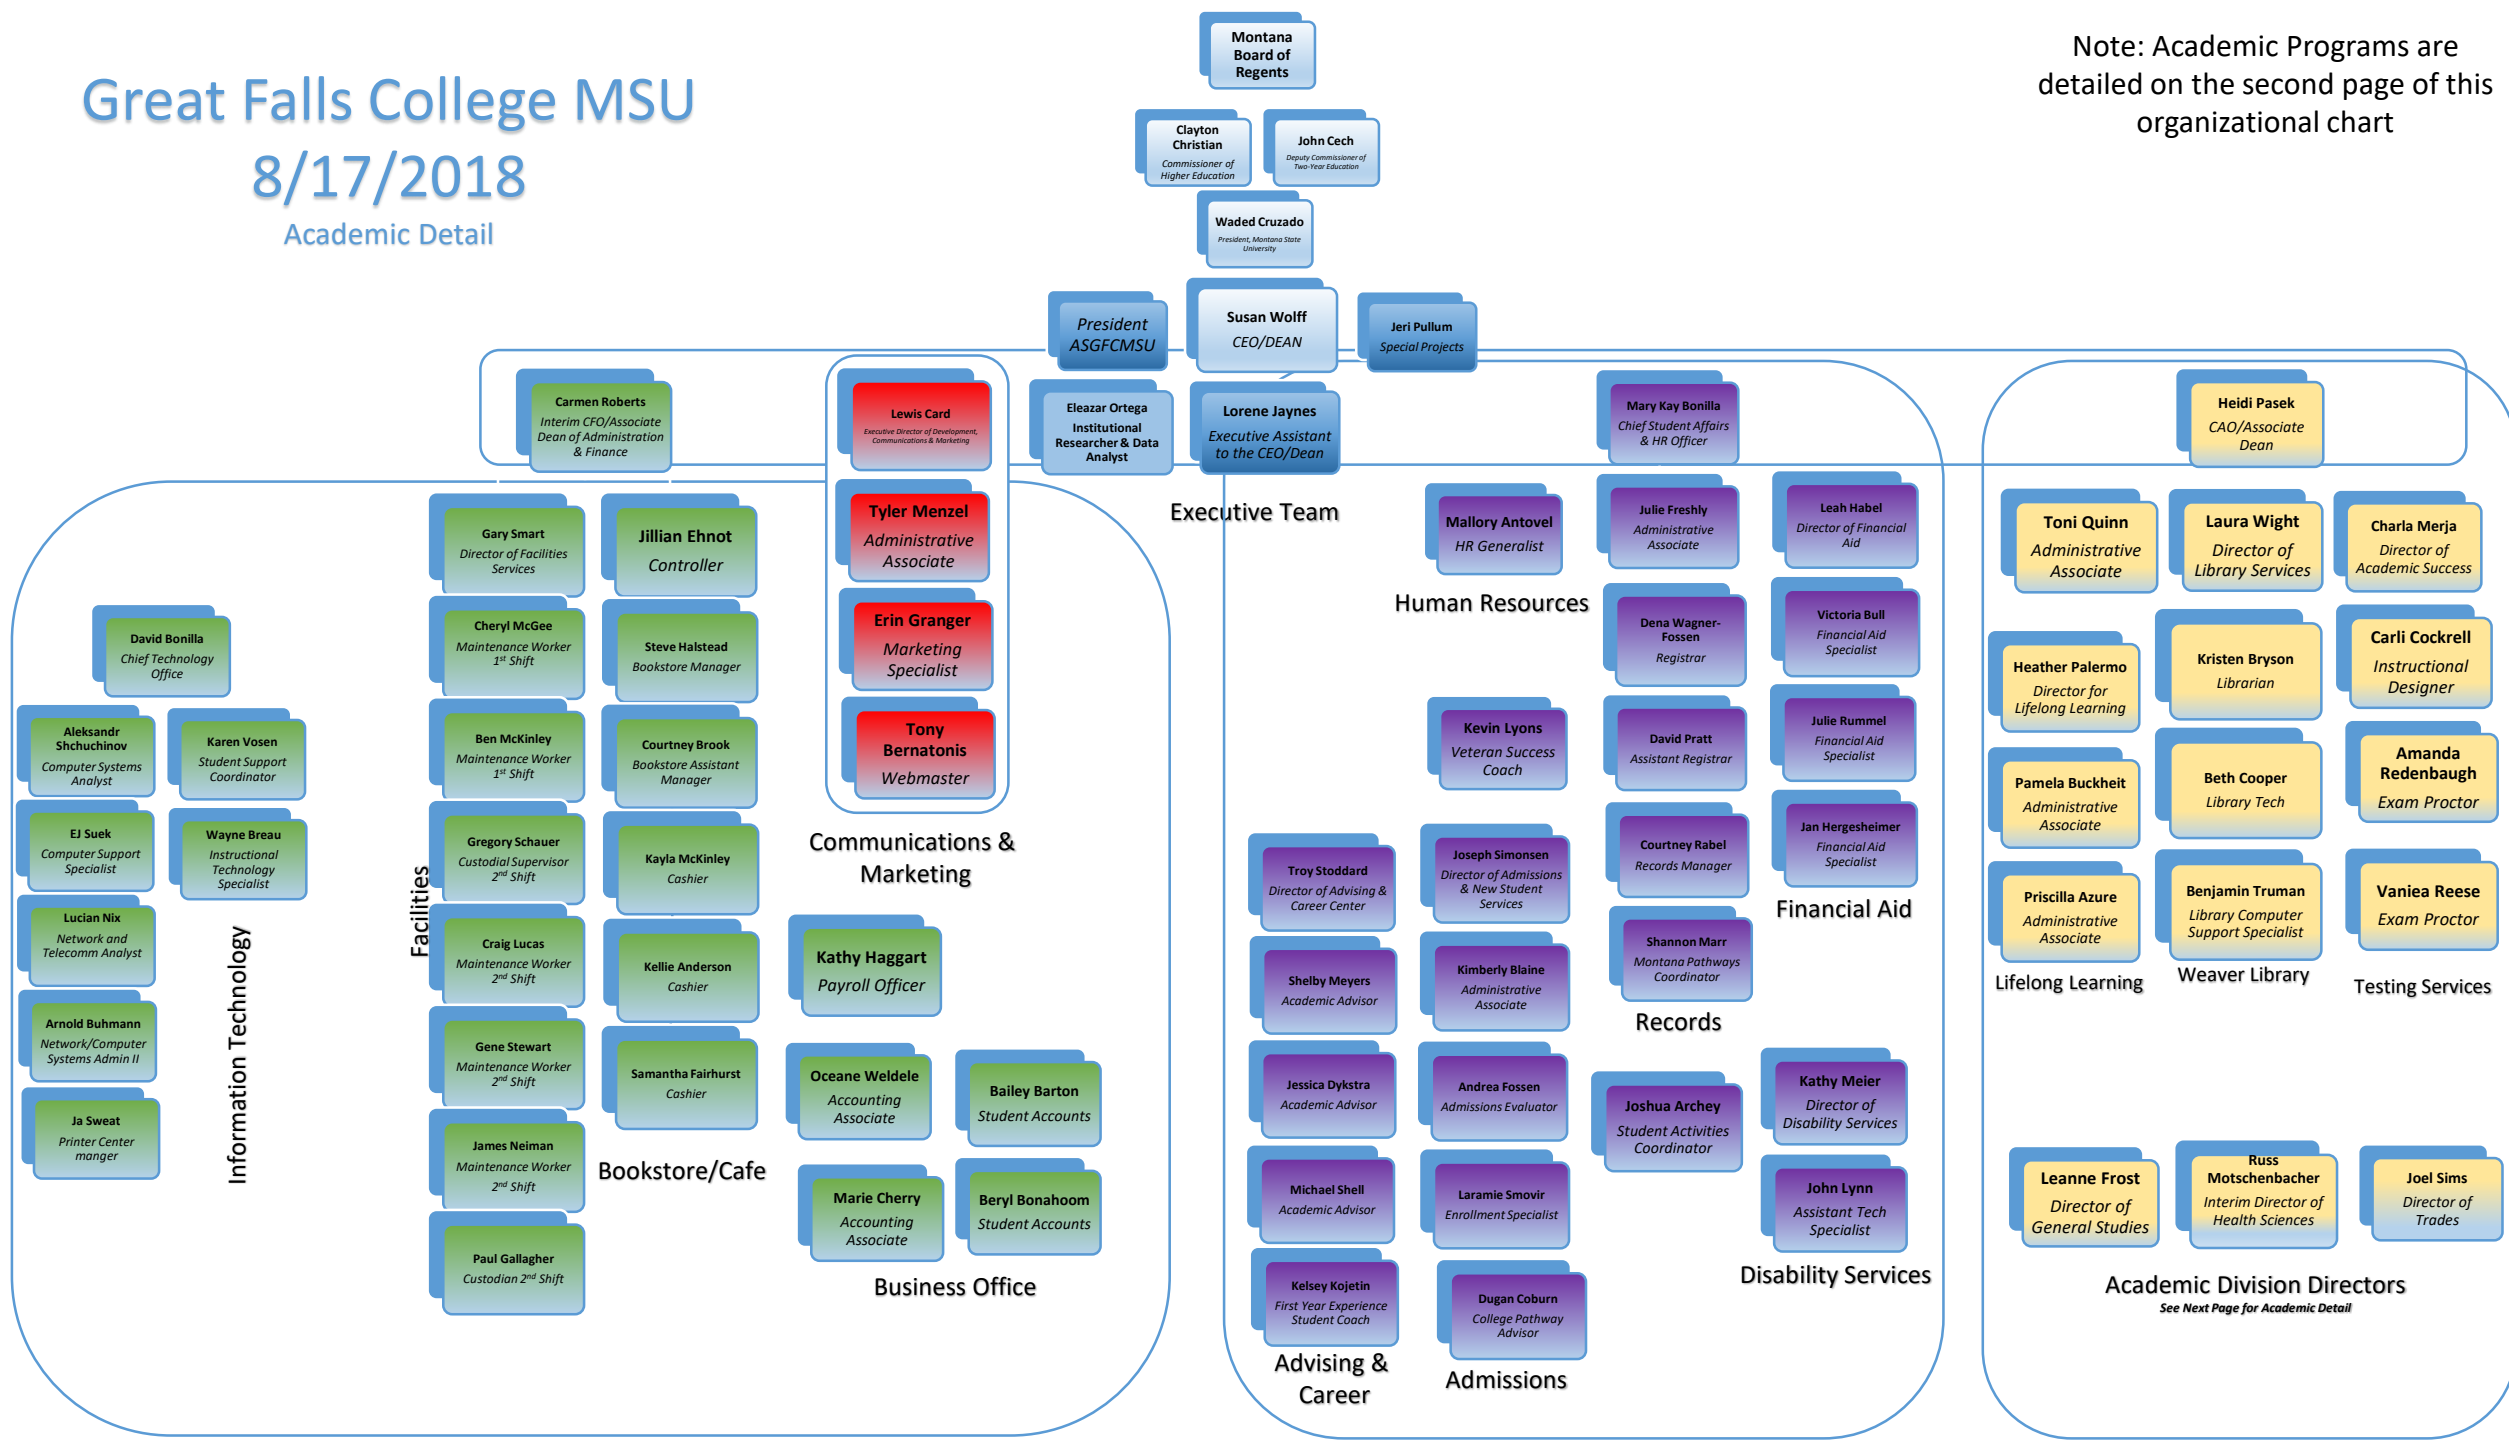 Great Falls College MSU
8/17/2018
Academic Detail
Note: Academic Programs are
detailed on the second page of this
organizational chart
Montana
Board of
Regents
Clayton
Christian
Commissioner of
Higher Education
John Cech
Deputy Commissioner of
Two-Year Education
Waded Cruzado
President, Montana State
University
President
ASGFCMSU
Susan Wolff
CEO/DEAN
Jeri Pullum
Special Projects
Carmen Roberts
Interim CFO/Associate
Dean of Administration
& Finance
Lewis Card
Executive Director of Development,
Communications & Marketing
Eleazar Ortega
Institutional
Researcher & Data
Analyst
Lorene Jaynes
Executive Assistant
to the CEO/Dean
Mary Kay Bonilla
Chief Student Affairs
& HR Officer
Heidi Pasek
CAO/Associate
Dean
Executive Team
David Bonilla
Chief Technology
Office
Aleksandr
Shchuchinov
Computer Systems
Analyst
Karen Vosen
Student Support
Coordinator
EJ Suek
Computer Support
Specialist
Wayne Breau
Instructional
Technology
Specialist
Lucian Nix
Network and
Telecomm Analyst
Arnold Buhmann
Network/Computer
Systems Admin II
Ja Sweat
Printer Center
manger
Information Technology
Gary Smart
Director of Facilities
Services
Cheryl McGee
Maintenance Worker
1st Shift
Ben McKinley
Maintenance Worker
1st Shift
Gregory Schauer
Custodial Supervisor
2nd Shift
Craig Lucas
Maintenance Worker
2nd Shift
Gene Stewart
Maintenance Worker
2nd Shift
James Neiman
Maintenance Worker
2nd Shift
Paul Gallagher
Custodian 2nd Shift
Facilities
Jillian Ehnot
Controller
Steve Halstead
Bookstore Manager
Courtney Brook
Bookstore Assistant
Manager
Kayla McKinley
Cashier
Kellie Anderson
Cashier
Samantha Fairhurst
Cashier
Bookstore/Cafe
Tyler Menzel
Administrative
Associate
Erin Granger
Marketing
Specialist
Tony
Bernatonis
Webmaster
Communications &
Marketing
Kathy Haggart
Payroll Officer
Oceane Weldele
Accounting
Associate
Bailey Barton
Student Accounts
Marie Cherry
Accounting
Associate
Beryl Bonahoom
Student Accounts
Business Office
Mallory Antovel
HR Generalist
Human Resources
Julie Freshly
Administrative
Associate
Leah Habel
Director of Financial
Aid
Victoria Bull
Financial Aid
Specialist
Julie Rummel
Financial Aid
Specialist
Jan Hergesheimer
Financial Aid
Specialist
Financial Aid
Dena Wagner-
Fossen
Registrar
David Pratt
Assistant Registrar
Courtney Rabel
Records Manager
Shannon Marr
Montana Pathways
Coordinator
Records
Kevin Lyons
Veteran Success
Coach
Troy Stoddard
Director of Advising &
Career Center
Shelby Meyers
Academic Advisor
Jessica Dykstra
Academic Advisor
Michael Shell
Academic Advisor
Kelsey Kojetin
First Year Experience
Student Coach
Advising &
Career
Joseph Simonsen
Director of Admissions
& New Student
Services
Kimberly Blaine
Administrative
Associate
Andrea Fossen
Admissions Evaluator
Laramie Smovir
Enrollment Specialist
Dugan Coburn
College Pathway
Advisor
Admissions
Joshua Archey
Student Activities
Coordinator
Kathy Meier
Director of
Disability Services
John Lynn
Assistant Tech
Specialist
Disability Services
Toni Quinn
Administrative
Associate
Laura Wight
Director of
Library Services
Charla Merja
Director of
Academic Success
Heather Palermo
Director for
Lifelong Learning
Pamela Buckheit
Administrative
Associate
Priscilla Azure
Administrative
Associate
Lifelong Learning
Kristen Bryson
Librarian
Beth Cooper
Library Tech
Benjamin Truman
Library Computer
Support Specialist
Weaver Library
Carli Cockrell
Instructional
Designer
Amanda
Redenbaugh
Exam Proctor
Vaniea Reese
Exam Proctor
Testing Services
Leanne Frost
Director of
General Studies
Russ
Motschenbacher
Interim Director of
Health Sciences
Joel Sims
Director of
Trades
Academic Division Directors
See Next Page for Academic Detail